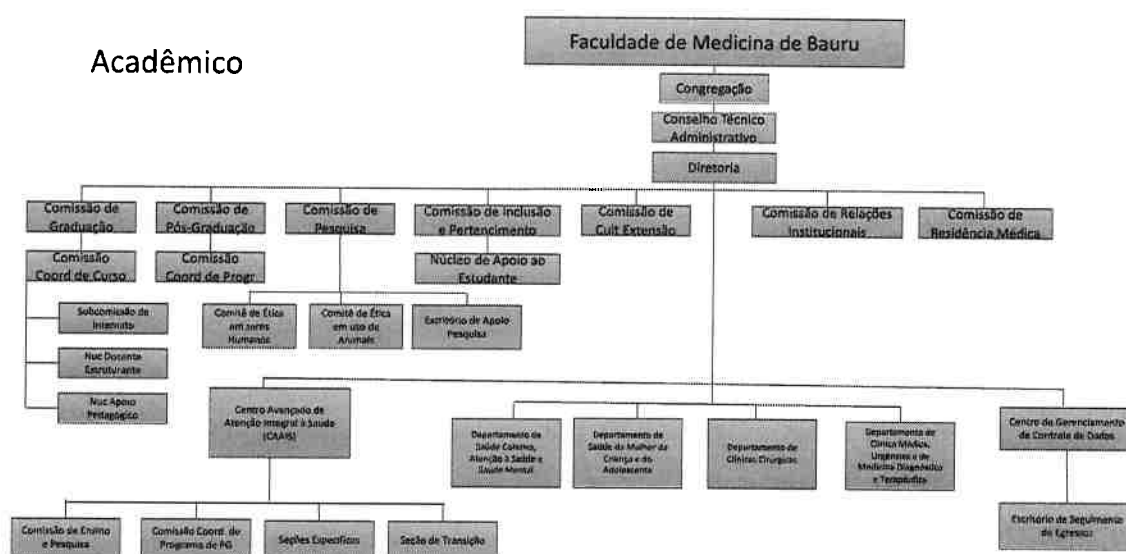 Acadêmico
Faculdade de Medicina de Bauru
Congregação
Conselho Técnico
Administrativo
Diretoria
Comissão de
Graduação
Comissão de
Pós-Graduação
Comissão de
Pesquisa
Comissão de Inclusão
e Pertencimento
Comissão de
Cult Extensão
Comissão de Relações
Institucionais
Comissão de
Residência Médica
Comissão
Coord de Curso
Comissão
Coord de Progr
Núcleo de Apoio ao
Estudante
Subcomissão de
Internato
Nuc Docente
Estruturante
Nuc Apoio
Pedagógico
Comitê de Ética
em seres
Humanos
Comitê de Ética
em uso de
Animais
Escritório de Apoio
Pesquisa
Centro Avançado de
Atenção Integral à Saúde
(CAAIS)
Departamento de
Saúde Coletiva,
Atenção à Saúde e
Saúde Mental
Departamento de
Saúde da Mulher da
Criança e do
Adolescente
Departamento de
Clínicas Cirúrgicas
Departamento de
Clínica Médica,
Urgências e de
Medicina Diagnóstica
e Terapêutica
Centro de Gerenciamento
de Controle de Dados
Comissão de Ensino
e Pesquisa
Comissão Coord. do
Programa de PG
Seções Específicas
Seção de Transição
Escritório de Seguimento
de Egressos